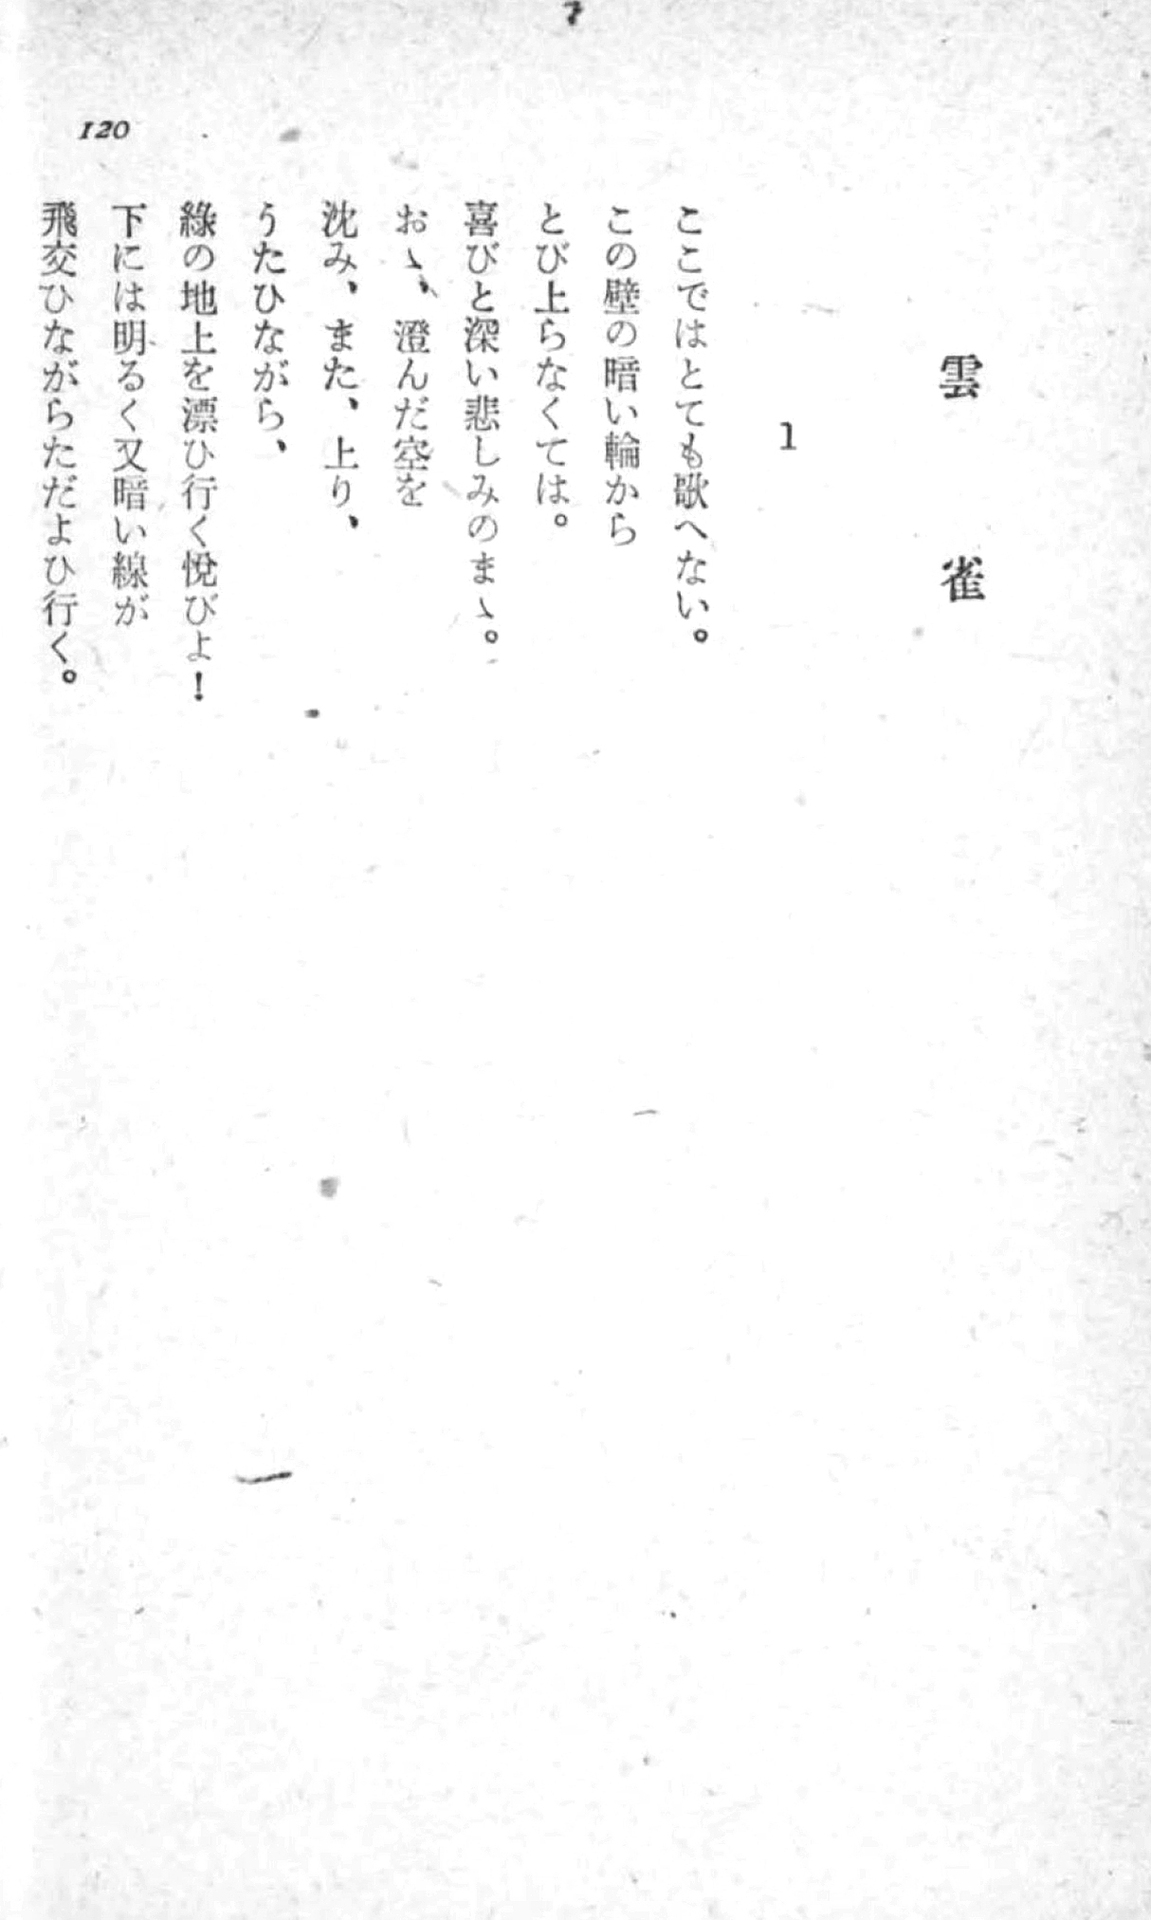 雲雀
1
ここではとても歌へない。
この壁の暗い輪から
とび上らなくては。
喜びと深い悲しみのまゝ。
おゝ、澄んだ空を
沈み、また、上り、
うたひながら、
綠の地上を漂ひ行く悅びよ!
下には明るく又暗い線が
飛交ひながらただよひ行く。
120